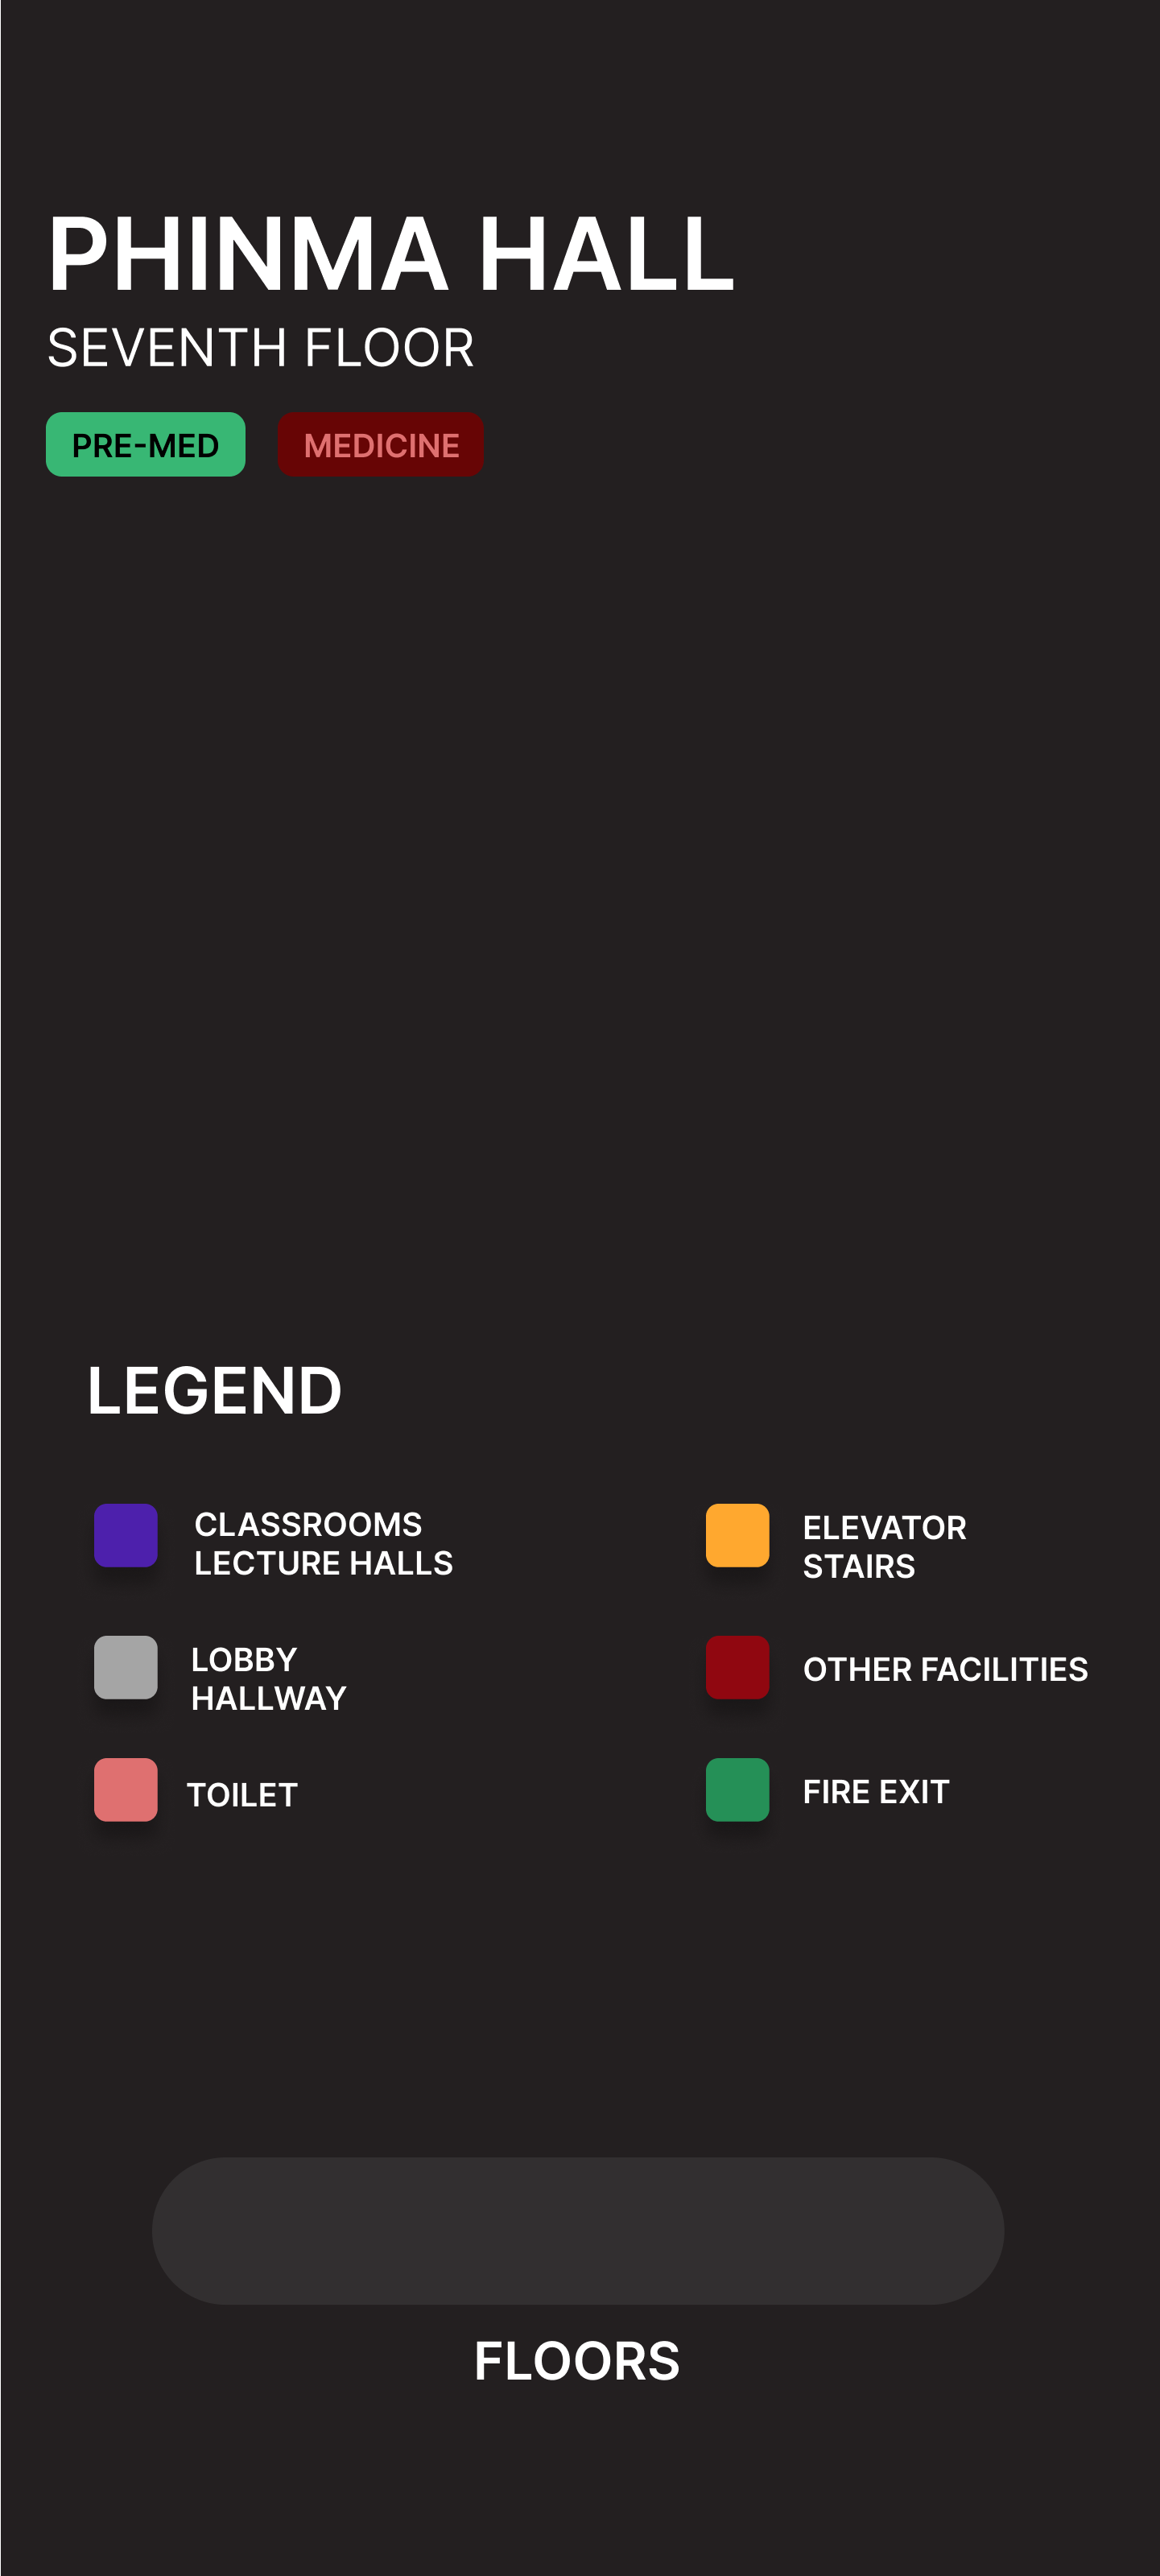 PHINMA HALL
SEVENTH FLOOR
PRE-MED
MEDICINE
LEGEND
CLASSROOMS
LECTURE HALLS
ELEVATOR
STAIRS
LOBBY
HALLWAY
OTHER FACILITIES
TOILET
FIRE EXIT
FLOORS